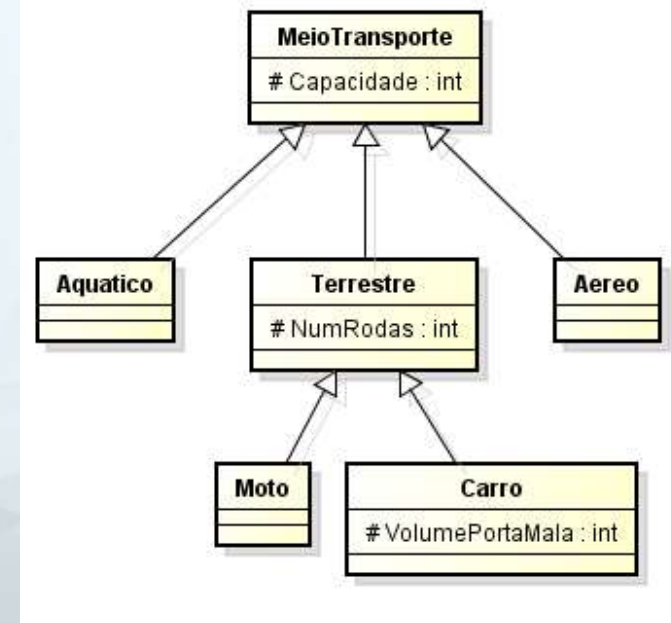 MeioTransporte
# Capacidade : int
Aquatico
Terrestre
Aereo
# NumRodas : int
Moto
Carro
# VolumePortaMala : int